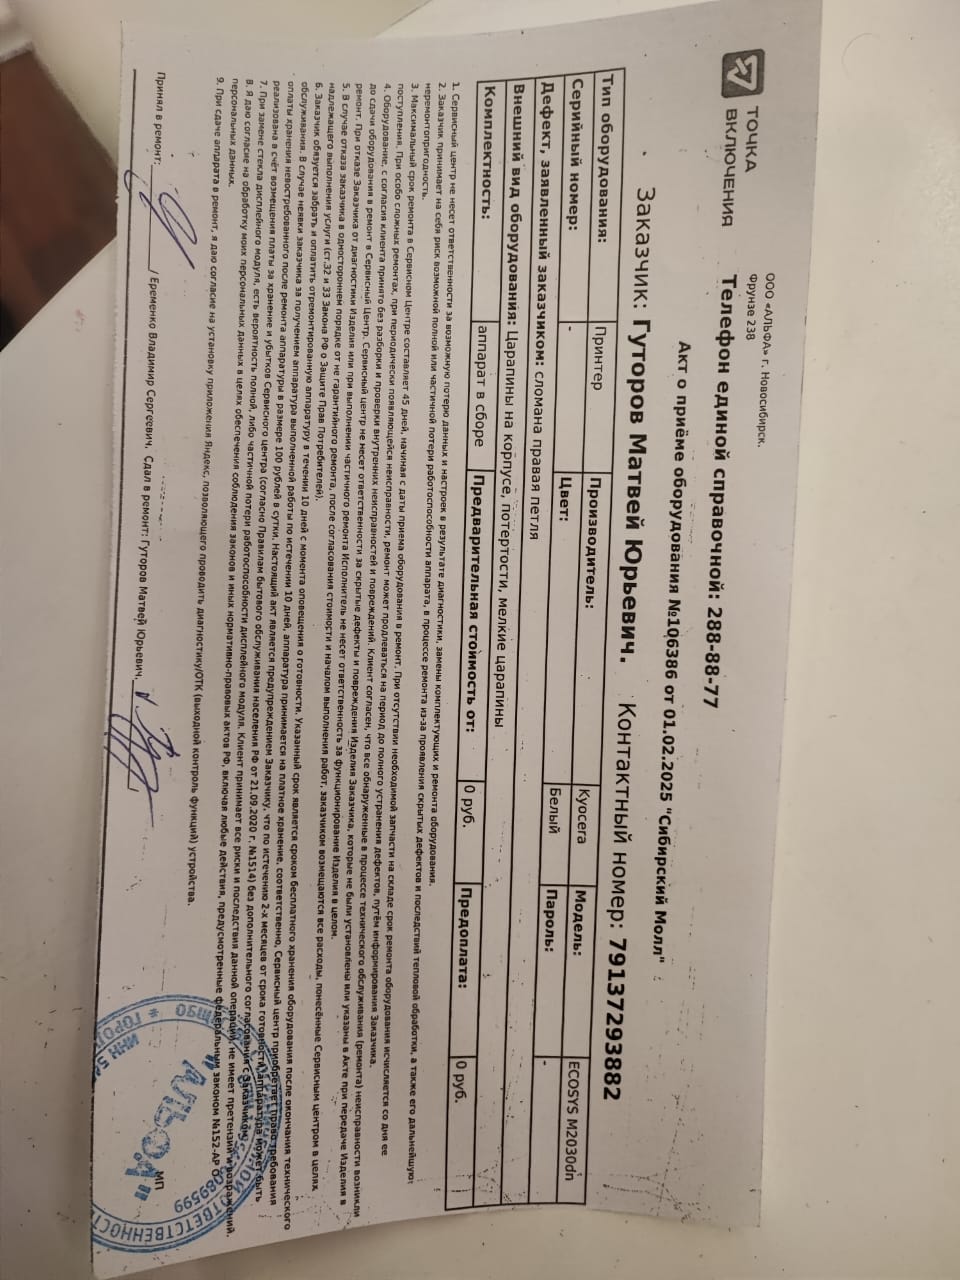 ТОЧКА
ВКЛЮЧЕНИЯ
ООО «АЛЬФА» г. Новосибирск.
Фрунзе 238
Телефон единой справочной: 288-88-77
Акт о приёме оборудования №106386 от 01.02.2025 "Сибирский Молл"
Заказчик: Гуторов Матвей Юрьевич. Контактный номер: 79137293882
Тип оборудования: Принтер Производитель: Kyocera Модель: ECOSYS M2030dn
Серийный номер: - Цвет: Белый Пароль: -
Дефект, заявленный заказчиком: сломана правая петля
Внешний вид оборудования: Царапины на корпусе, потертости, мелкие царапины
Комплектность: аппарат в сборе Предварительная стоимость от: 0 руб. Предоплата: 0 руб.
1. Сервисный центр не несет ответственности за возможную потерю данных и настроек в результате диагностики, замены комплектующих и ремонта оборудования.
2. Заказчик принимает на себя риск возможной полной или частичной потери работоспособности аппарата, в процессе ремонта из-за проявления скрытых дефектов и последствий тепловой обработки, а также его дальнейшую
неремонтопригодность.
3. Максимальный срок ремонта в Сервисном Центре составляет 45 дней, начиная с даты приема оборудования в ремонт. При отсутствии необходимой запчасти на складе срок ремонта оборудования исчисляется со дня ее
поступления. При особо сложных ремонтах, при периодически появляющейся неисправности, ремонт может продлеваться на период до полного устранения дефектов, путём информирования Заказчика.
4. Оборудование, с согласия клиента принято без разборки и проверки внутренних неисправностей и повреждений. Клиент согласен, что все обнаруженные в процессе технического обслуживания (ремонта) неисправности возникли
до сдачи оборудования в ремонт в Сервисный Центр. Сервисный центр не несет ответственности за скрытые дефекты и повреждения Изделия Заказчика, которые не были установлены или указаны в Акте при передаче Изделия в
ремонт. При отказе Заказчика от диагностики Изделия или при выполнении частичного ремонта Исполнитель не несет ответственность за функционирование Изделия в целом.
5. В случае отказа заказчика в одностороннем порядке от не гарантийного ремонта, после согласования стоимости и началом выполнения работ, заказчиком возмещаются все расходы, понесённые Сервисным центром в целях
надлежащего выполнения услуги (ст.32 и 33 Закона РФ о Защите Прав Потребителей).
6. Заказчик обязуется забрать и оплатить отремонтированную аппаратуру в течении 10 дней с момента оповещения о готовности. Указанный срок является сроком бесплатного хранения оборудования после окончания технического
обслуживания. В случае неявки заказчика за получением аппаратура выполненной работы по истечении 10 дней, аппаратура принимается на платное хранение, соответственно, Сервисный центр приобретает право требования
оплаты хранения невостребованного после ремонта аппаратуры в размере 100 рублей в сутки. Настоящий акт является предупреждением Заказчику, что по истечению 2-х месяцев от срока готовности аппаратура может быть
реализована в счёт возмещения платы за хранение и убытков Сервисного центра (согласно Правилам бытового обслуживания населения РФ от 21.09.2020 г. №1514) без дополнительного согласования с Заказчиком.
7. При замене стекла дисплейного модуля, есть вероятность полной, либо частичной потери работоспособности дисплейного модуля. Клиент принимает все риски и последствия данной операции, не имеет претензий и возражений.
8. Я даю согласие на обработку моих персональных данных в целях обеспечения соблюдения законов и иных нормативно-правовых актов РФ, включая любые действия, предусмотренные федеральным законом №152-
персональных данных.
9. При сдаче аппарата в ремонт, я даю согласие на установку приложения Яндекс, позволяющего проводить диагностику/ОТК (выходной контроль функций) устройства.
МП
Принял в ремонт: / Еременко Владимир Сергеевич, Сдал в ремонт: Гуторов Матвей Юрьевич
"АЛЬФА"